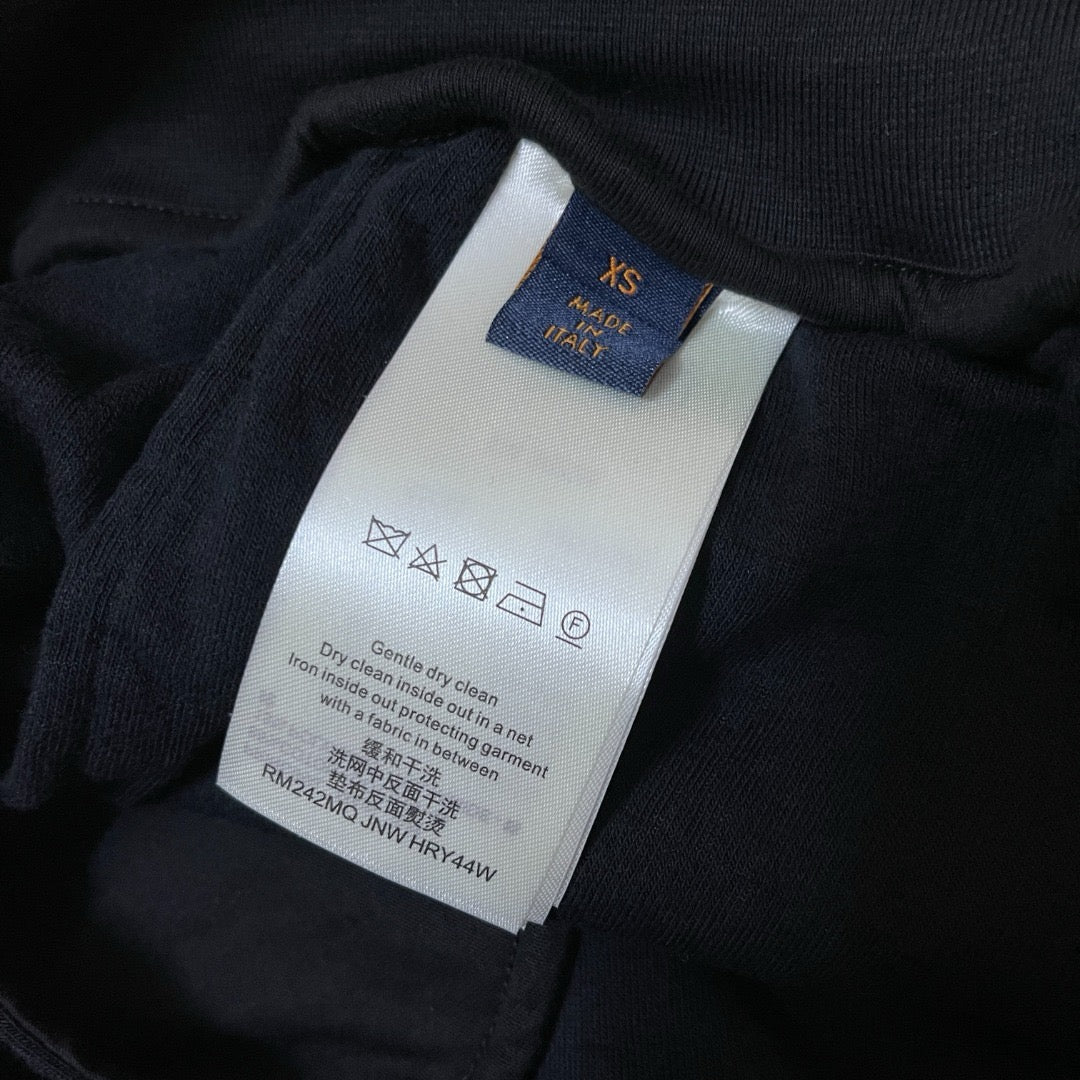 XS
MADE
IN
ITALY
F
Gentle dry clean
Dry clean inside out in a net
Iron inside out protecting garment
with a fabric in between
缓和干洗
洗网中反面干洗
垫布反面熨烫
RM242MQ JNW HRY44W